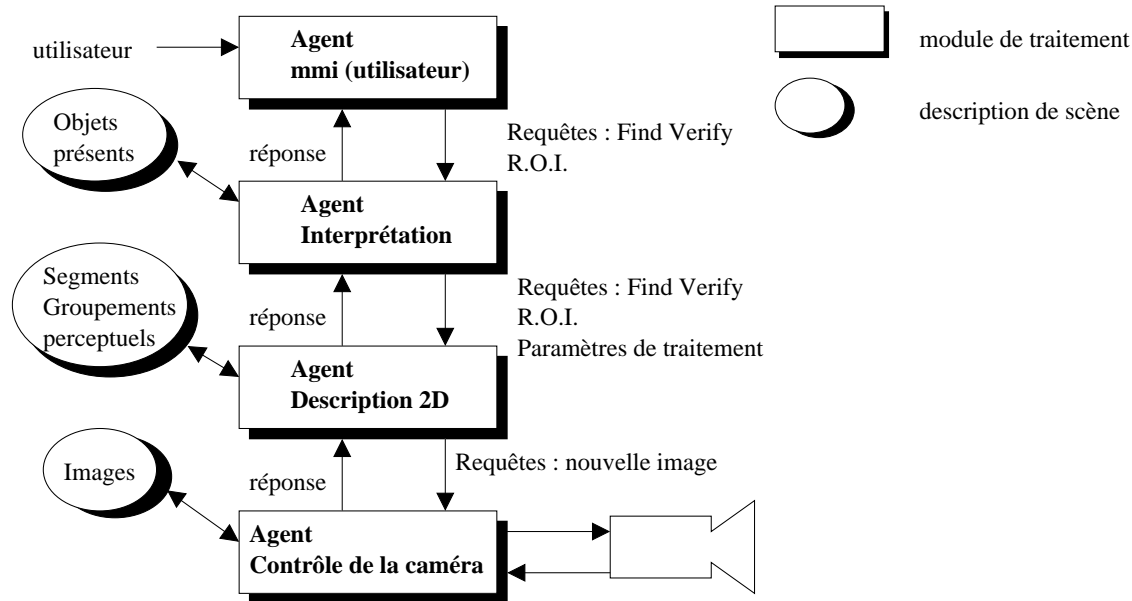 utilisateur
Agent
mmi (utilisateur)
module de traitement
description de scène
Objets
présents
réponse
Requêtes : Find Verify
R.O.I.
Agent
Interprétation
Segments
Groupements
perceptuels
réponse
Requêtes : Find Verify
R.O.I.
Paramètres de traitement
Agent
Description 2D
Images
réponse
Requêtes : nouvelle image
Agent
Contrôle de la caméra